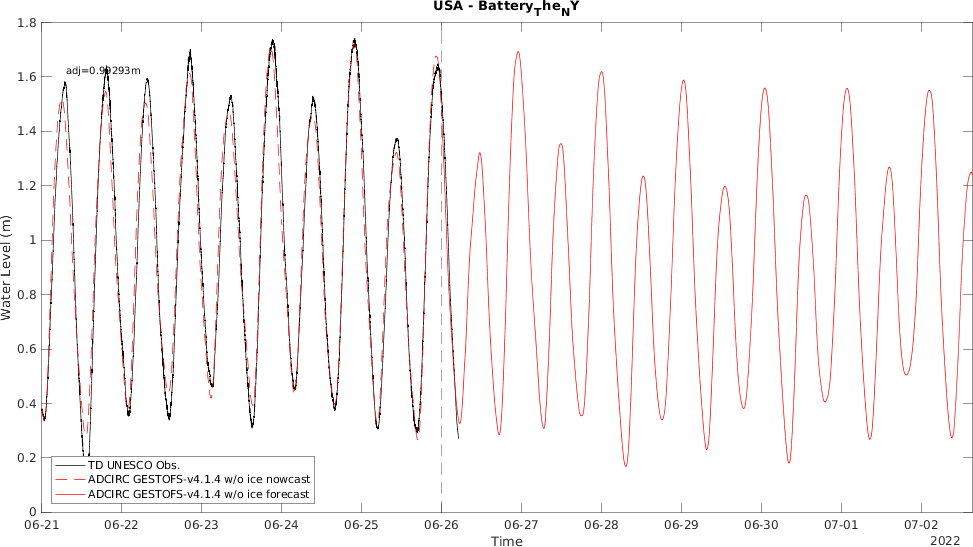 USA - Battery_The_NY
1.8
1.6
1.4
1.2
1
0.8
0.6
0.4
0.2
0
Water Level (m)
adj=0.99293m
TD UNESCO Obs.
ADCIRC GESTOFS-v4.1.4 w/o ice nowcast
ADCIRC GESTOFS-v4.1.4 w/o ice forecast
06-21 06-22 06-23 06-24 06-25 06-26 06-27 06-28 06-29 06-30 07-01 07-02
Time
2022